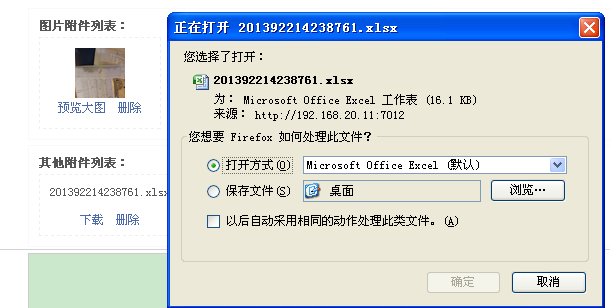 图片附件列表：
预览大图 删除
其他附件列表：
201392214238761.xlsx
下载 删除
正在打开 201392214238761.xlsx
您选择了打开：
201392214238761.xlsx
为： Microsoft Office Excel 工作表 (16.1 KB)
来源： http://192.168.20.11:7012
您想要 Firefox 如何处理此文件？
打开方式(O) Microsoft Office Excel (默认)
保存文件(S) 桌面 浏览…
以后自动采用相同的动作处理此类文件。(A)
确定 取消